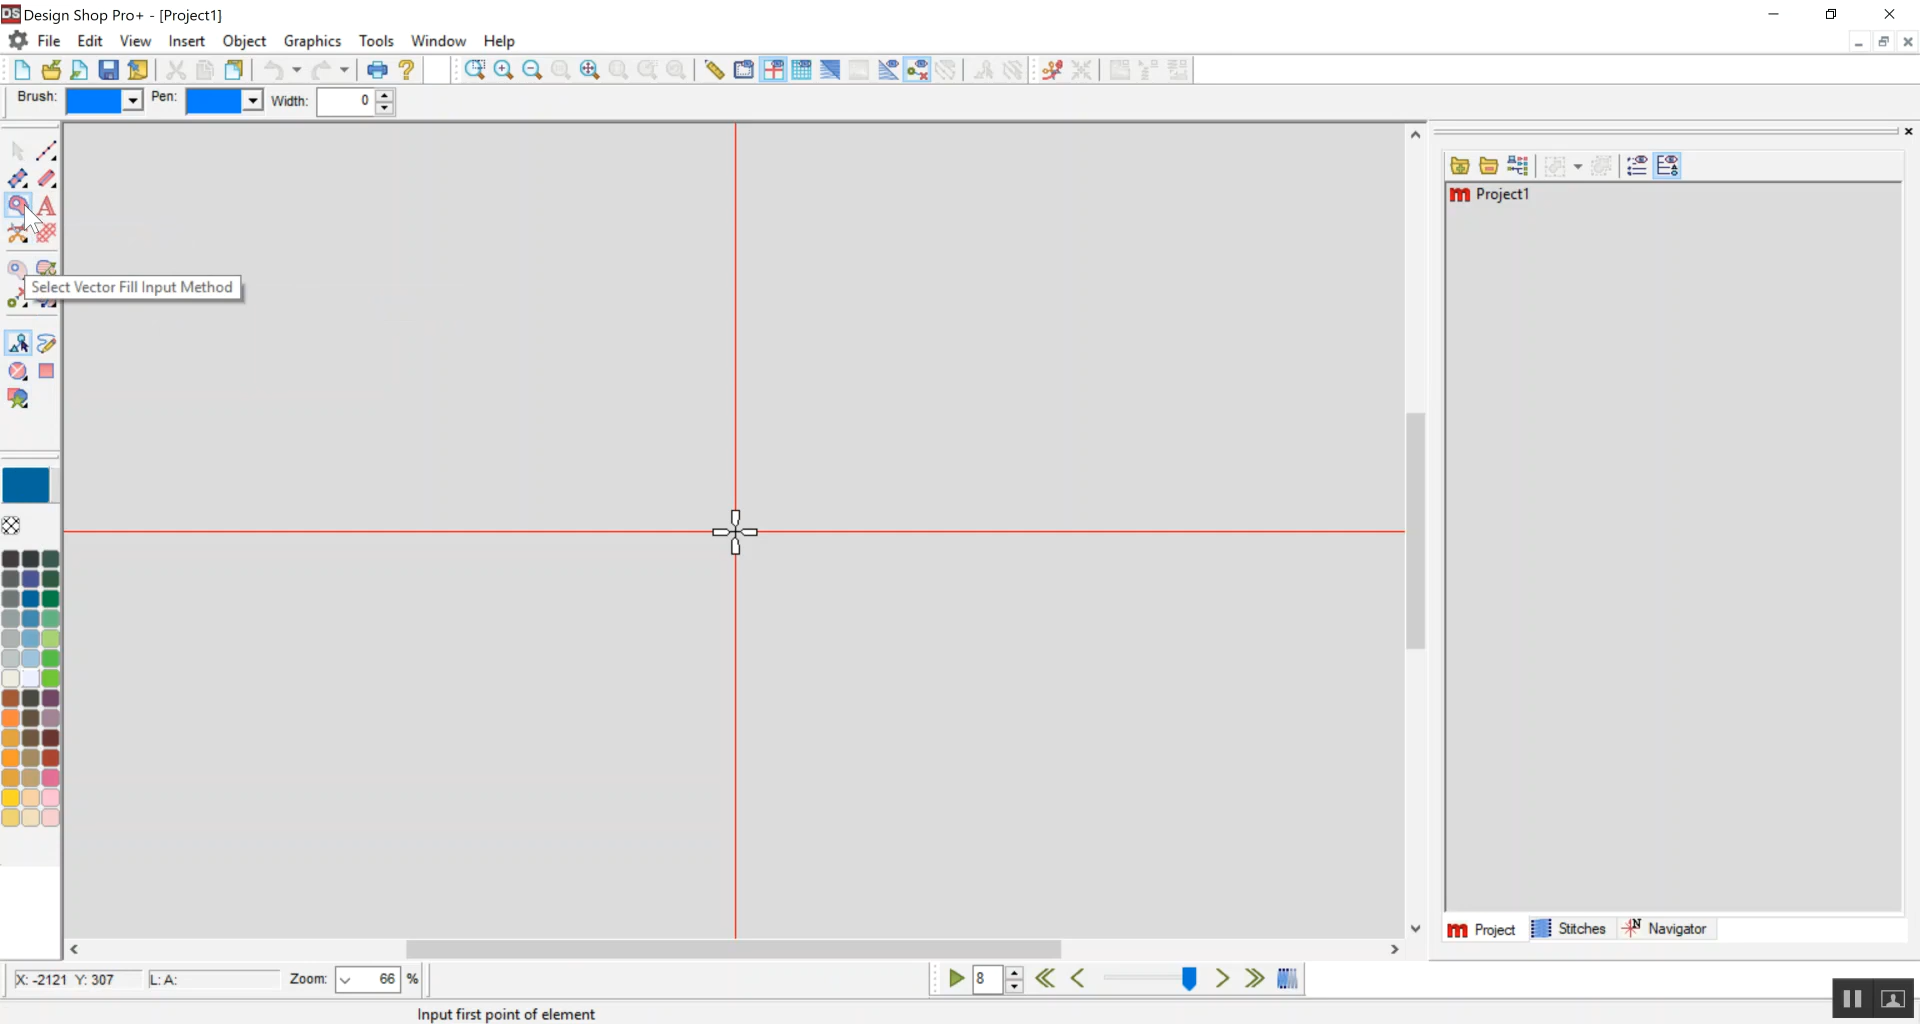 DS Design Shop Pro+ - [Project1]
File Edit View Insert Object Graphics Tools Window Help
Brush: Pen: Width: 0
Select Vector Fill Input Method
m Project1
m Project Stitches N Navigator
X: -2121 Y: 307 L: A: Zoom: 66 % 8
Input first point of element